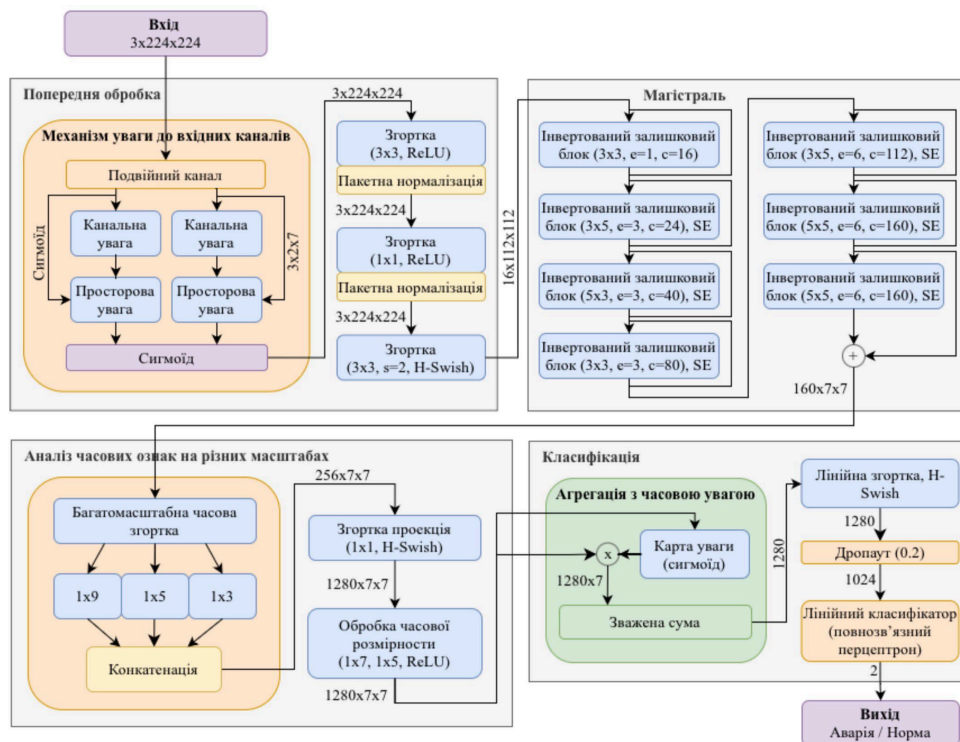 Вхід
3x224x224
Попередня обробка
Механізм уваги до вхідних каналів
Подвійний канал
Сигмоїд
Канальна
увага
Канальна
увага
3x2x7
Просторова
увага
Просторова
увага
Сигмоїд
3x224x224
Згортка
(3x3, ReLU)
Пакетна нормалізація
3x224x224
Згортка
(1x1, ReLU)
Пакетна нормалізація
3x224x224
Згортка
(3x3, s=2, H-Swish)
16x112x112
Магістраль
Інвертований залишковий
блок (3x3, e=1, c=16)
Інвертований залишковий
блок (3x5, e=3, c=24), SE
Інвертований залишковий
блок (5x3, e=3, c=40), SE
Інвертований залишковий
блок (3x3, e=3, c=80), SE
Інвертований залишковий
блок (3x5, e=6, c=112), SE
Інвертований залишковий
блок (5x5, e=6, c=160), SE
Інвертований залишковий
блок (5x5, e=6, c=160), SE
+
160x7x7
Аналіз часових ознак на різних масштабах
Багатомасштабна часова
згортка
1x9
1x5
1x3
Конкатенація
256x7x7
Згортка проекція
(1x1, H-Swish)
1280x7x7
Обробка часової
розмірності
(1x7, 1x5, ReLU)
1280x7x7
Класифікація
Агрегація з часовою увагою
Карта уваги
(сигмоїд)
x
1280x7
Зважена сума
1280
Лінійна згортка, H-
Swish
1280
Дропаут (0.2)
1024
Лінійний класифікатор
(повнозв’язний
перцептрон)
2
Вихід
Аварія / Норма